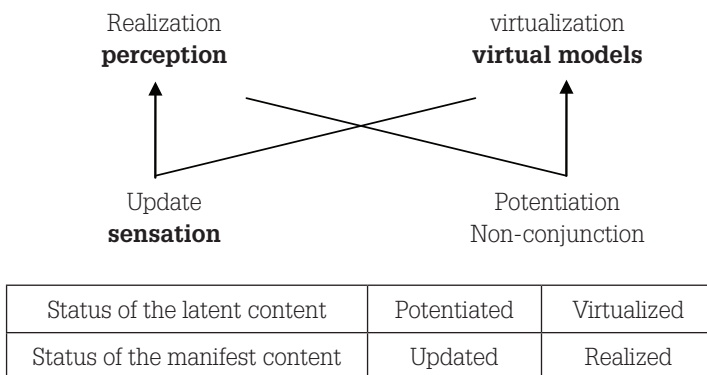 Realization virtualization
perception virtual models
Update Potentiation
sensation Non-conjunction
Status of the latent content Potentiated Virtualized
Status of the manifest content Updated Realized